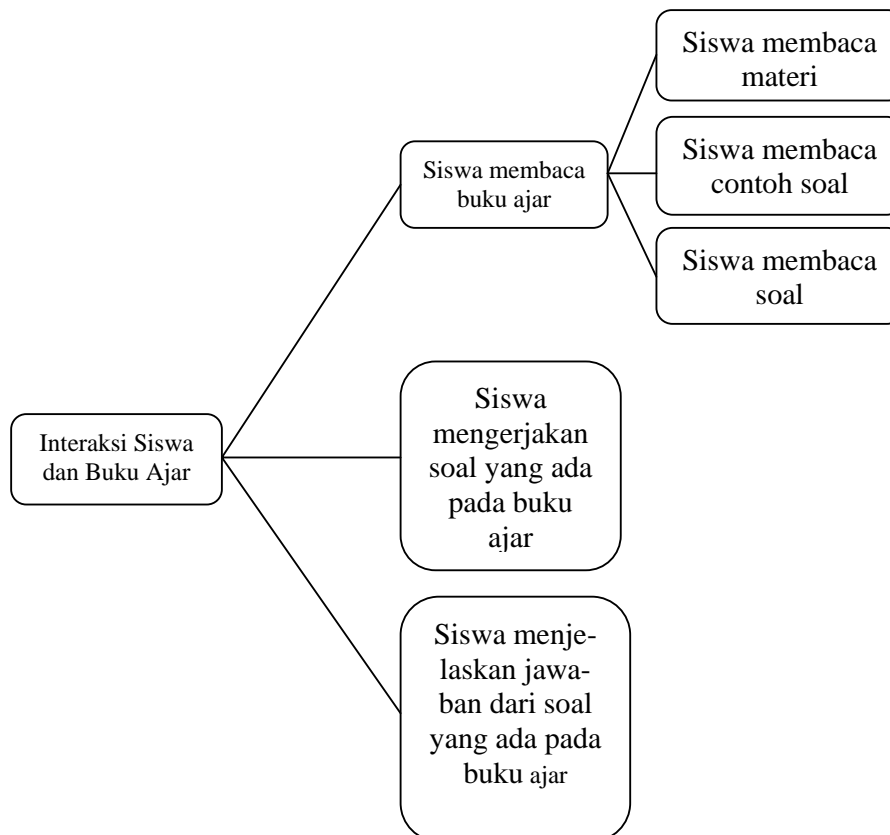 Siswa membaca
materi
Siswa membaca
buku ajar
Siswa membaca
contoh soal
Siswa membaca
soal
Siswa
mengerjakan
soal yang ada
pada buku
ajar
Interaksi Siswa
dan Buku Ajar
Siswa menje-
laskan jawa-
ban dari soal
yang ada pada
buku ajar